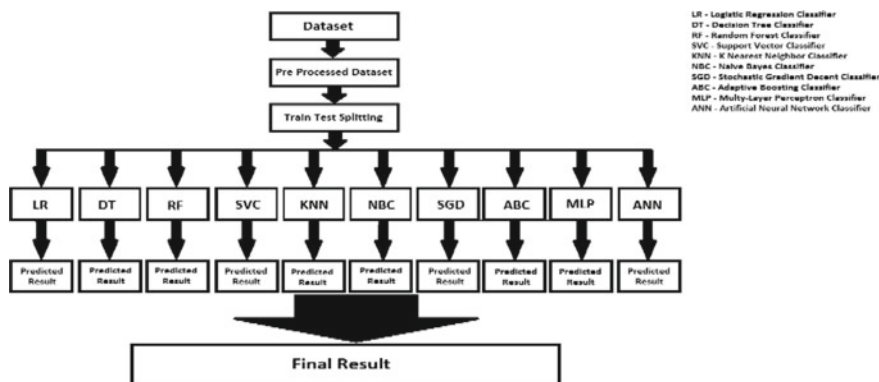 Dataset
Pre Processed Dataset
Train Test Splitting
LR - Logistic Regression Classifier
DT - Decision Tree Classifier
RF - Random Forest Classifier
SVC - Support Vector Classifier
KNN - K Nearest Neighbor Classifier
NBC - Naive Bayes Classifier
SGD - Stochastic Gradient Decent Classifier
ABC - Adaptive Boosting Classifier
MLP - Multy-Layer Perceptron Classifier
ANN - Artificial Neural Network Classifier
LR DT RF SVC KNN NBC SGD ABC MLP ANN
Predicted Predicted Predicted Predicted Predicted Predicted Predicted Predicted Predicted Predicted
Result Result Result Result Result Result Result Result Result Result
Final Result